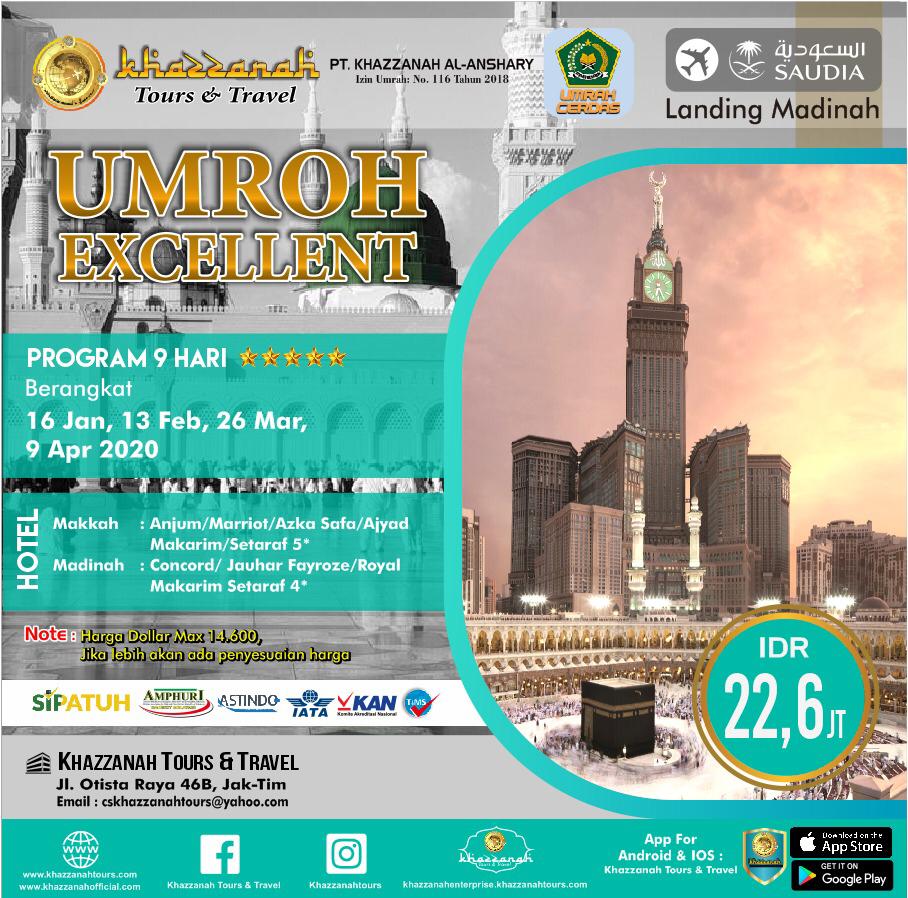 Khazzanah
Tours & Travel
PT. KHAZZANAH AL-ANSHARY
Izin Umrah: No. 116 Tahun 2018
UMRAH
CERDAS
السعودية
SAUDIA
Landing Madinah
UMROH
EXCELLENT
PROGRAM 9 HARI
Berangkat
16 Jan, 13 Feb, 26 Mar,
9 Apr 2020
HOTEL
Makkah : Anjum/Marriot/Azka Safa/Ajyad
Makarim/Setaraf 5*
Madinah : Concord/ Jauhar Fayroze/Royal
Makarim Setaraf 4*
Note : Harga Dollar Max 14.600,
Jika lebih akan ada penyesuaian harga
IDR
22,6 JT
SIPATUH
AMPHURI
ASTINDO
IATA
KAN
Komite Akreditasi Nasional
KHAZZANAH TOURS & TRAVEL
Jl. Otista Raya 46B, Jak-Tim
Email : cskhazzanahtours@yahoo.com
www.khazzanahtours.com
www.khazzanahofficial.com
Khazzanah Tours & Travel
Khazzanahtours
khazzanah
Tours & Travel
khazzanahenterprise.khazzanahtours.com
App For
Android & IOS :
Khazzanah Tours & Travel
Download on the
App Store
GET IT ON
Google Play